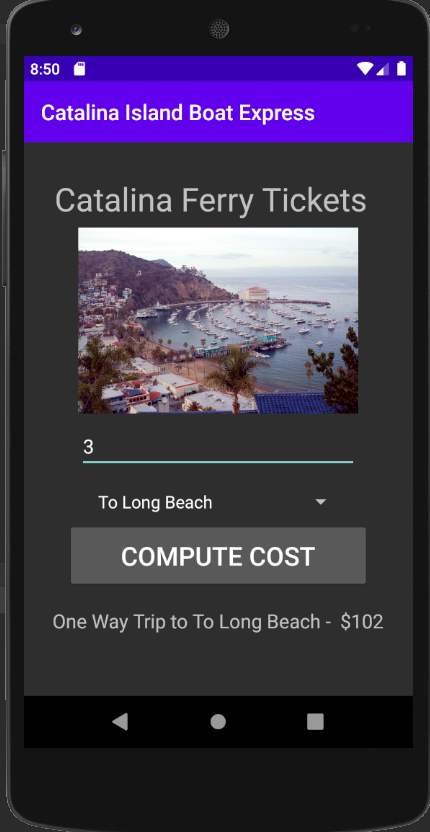 8:50
Catalina Island Boat Express
Catalina Ferry Tickets
3
To Long Beach
COMPUTE COST
One Way Trip to To Long Beach - $102